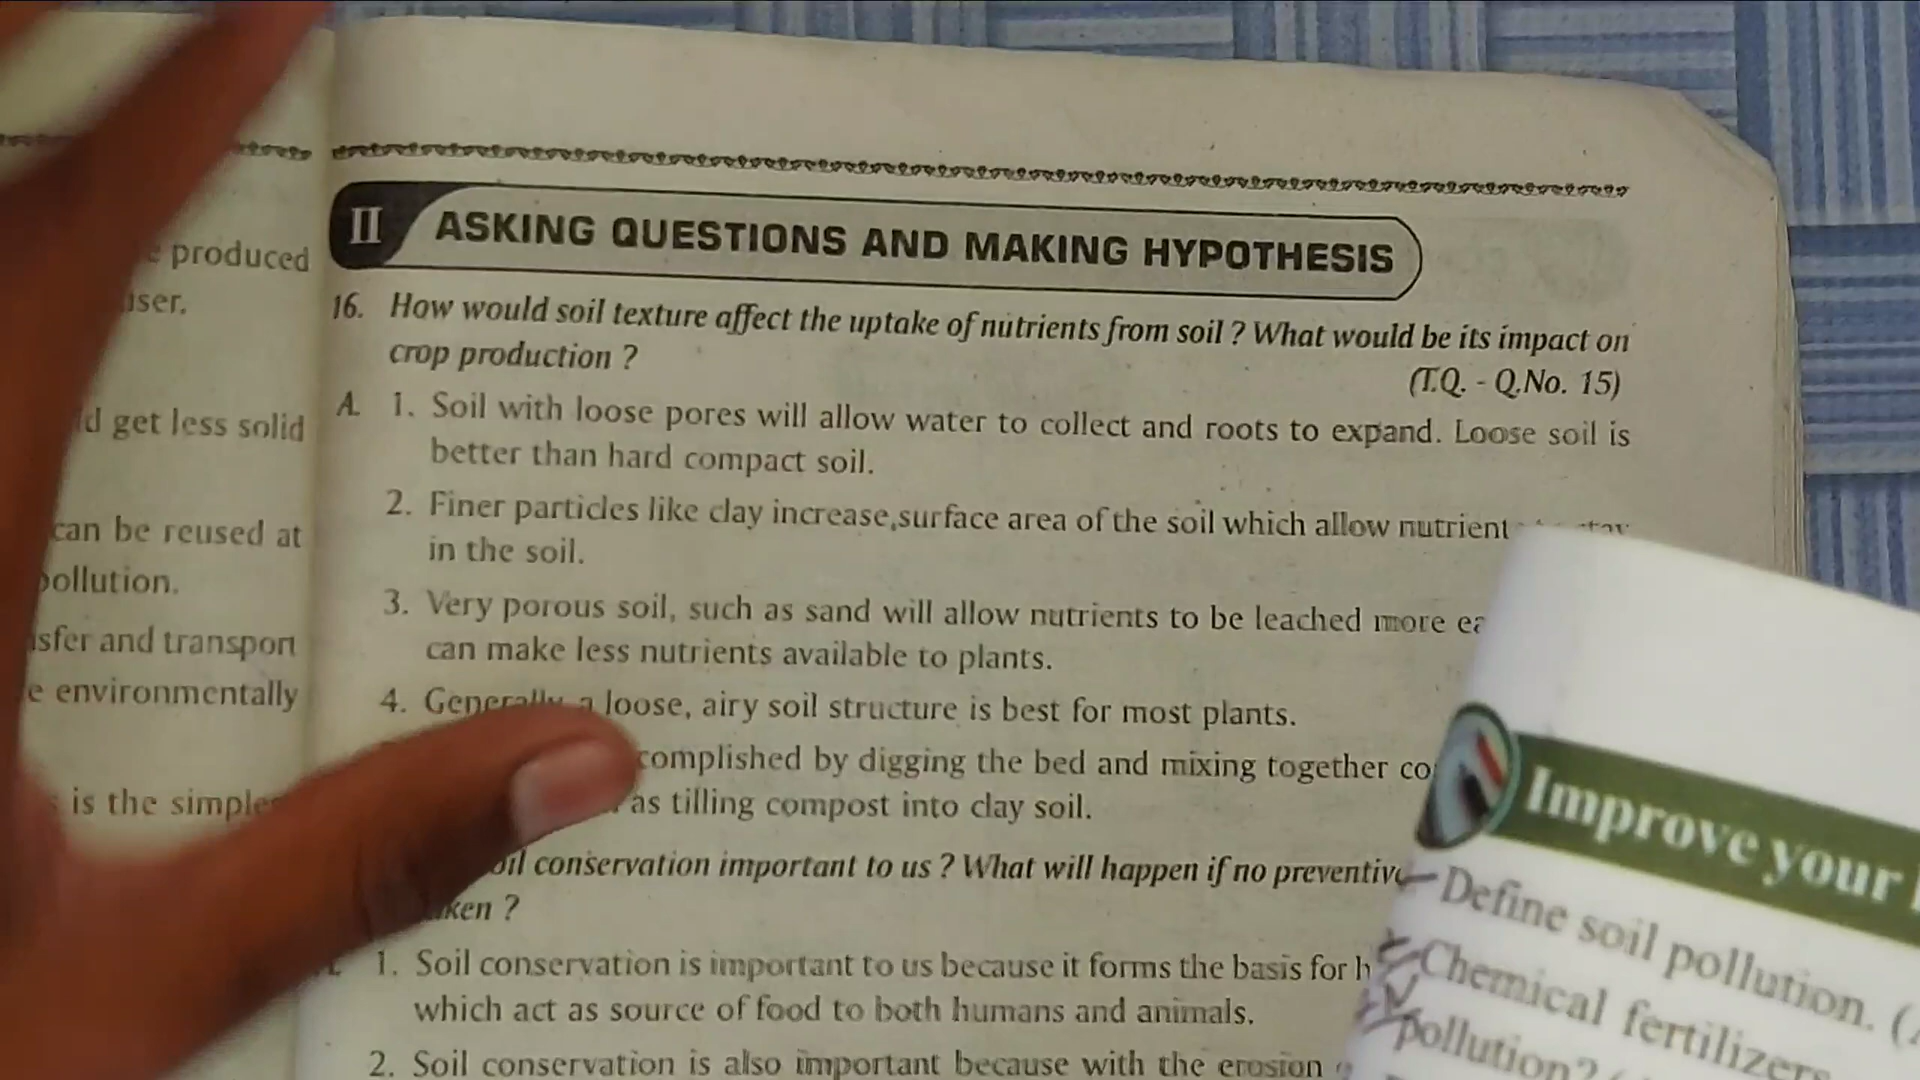 produced
user.
get less solid
can be reused at
pollution.
and transport
environmentally
is the
II ASKING QUESTIONS AND MAKING HYPOTHESIS
16. How would soil texture affect the uptake of nutrients from soil ? What would be its impact on
crop production ?
(T.Q. - Q.No. 15)
A. 1. Soil with loose pores will allow water to collect and roots to expand. Loose soil is
better than hard compact soil.
2. Finer particles like clay increase surface area of the soil which allow nutrient
in the soil.
3. Very porous soil, such as sand will allow nutrients to be leached more
can make less nutrients available to plants.
4. Generally a loose, airy soil structure is best for most plants.
by digging the bed and mixing together
as tilling compost into clay soil.
conservation important to us ? What will happen if no
?
1. Soil conservation is important to us because it forms the basis for
which act as source of food to both humans and animals.
2. Soil conservation is also important because with the erosion
Improve your
Define soil pollution.
Chemical fertilizers
pollution?